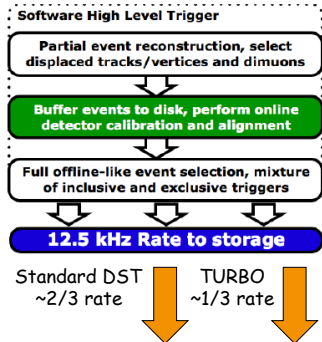 Software High Level Trigger
Partial event reconstruction, select
displaced tracks/vertices and dimuons
Buffer events to disk, perform online
detector calibration and alignment
Full offline-like event selection, mixture
of inclusive and exclusive triggers
12.5 kHz Rate to storage
Standard DST TURBO
~2/3 rate ~1/3 rate